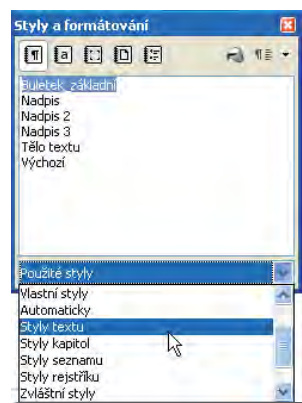 Styly a formátování
Buletek_základní
Nadpis
Nadpis 2
Nadpis 3
Tělo textu
Výchozí
Použité styly
Vlastní styly
Automaticky
Styly textu
Styly kapitol
Styly seznamu
Styly rejstříku
Zvláštní styly